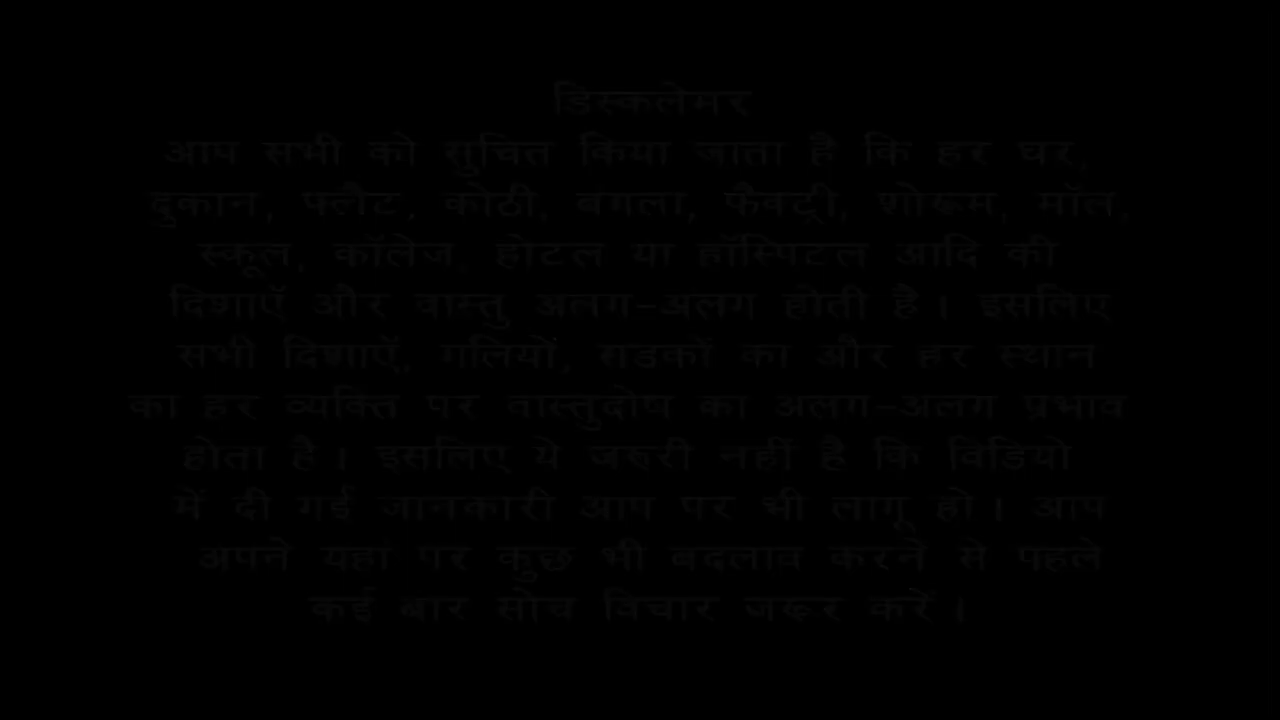 डिस्कलेमर
आप सभी को सुचित किया जाता है कि हर घर,
दुकान, फ्लैट, कोठी, बंगला, फैक्ट्री, शोरूम, मॉल,
स्कूल, कॉलेज, होटल या हॉस्पिटल आदि की
दिशाएँ और वास्तु अलग-अलग होती है। इसलिए
सभी दिशाएँ, गलियों, सडकों का और हर स्थान
का हर व्यक्ति पर वास्तुदोष का अलग-अलग प्रभाव
होता है। इसलिए ये जरूरी नहीं है कि विडियो
में दी गई जानकारी आप पर भी लागू हो। आप
अपने यहां पर कुछ भी बदलाव करने से पहले
कई बार सोच विचार जरूर करें।